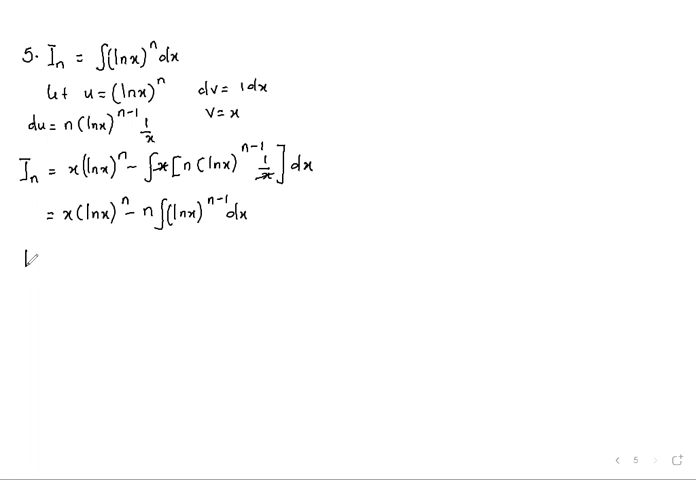 5. Iₙ = ∫(lnx)ⁿ dx
let u = (lnx)ⁿ dv = 1dx
du = n(lnx)ⁿ⁻¹ 1/x v = x
Iₙ = x(lnx)ⁿ - ∫x[n(lnx)ⁿ⁻¹ 1/x] dx
= x(lnx)ⁿ - n∫(lnx)ⁿ⁻¹ dx
5